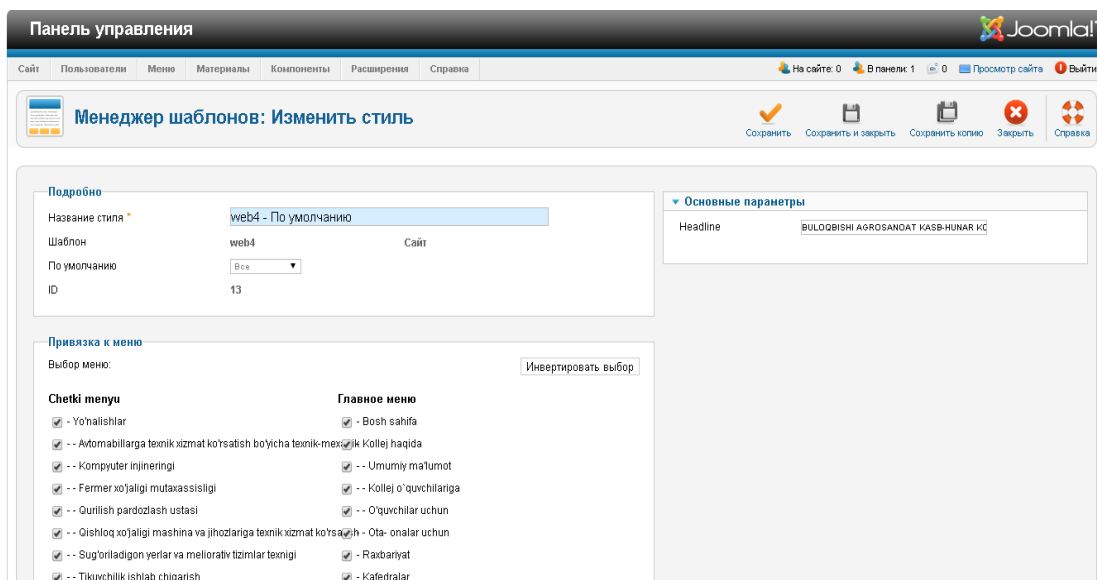 Панель управления
Joomla!
Сайт Пользователи Меню Материалы Компоненты Расширения Справка На сайте: 0 В панели: 1 0 Просмотр сайта Выйти
Менеджер шаблонов: Изменить стиль
Сохранить Сохранить и закрыть Сохранить копию Закрыть Справка
Подробно
Название стиля * web4 - По умолчанию
Шаблон web4 Сайт
По умолчанию Все
ID 13
Основные параметры
Headline BULOQBISHI AGROSANOAT KASB-HUNAR
Привязка к меню
Выбор меню: Инвертировать выбор
Chetki menyu Главное меню
- Yo'nalishlar - Bosh sahifa
- - Avtomabillarga texnik xizmat ko'rsatish bo'yicha texnik-mexanik - Kollej haqida
- - Kompyuter injineringi - - Umumiy ma'lumot
- - Fermer xo'jaligi mutaxassisligi - - Kollej o`quvchilariga
- - Qurilish pardozlash ustasi - - O'quvchilar uchun
- - Qishloq xo'jaligi mashina va jihozlariga texnik xizmat - Ota- onalar uchun
- - Sug'oriladigon yerlar va meliorativ tizimlar texnigi - Raxbariyat
- - Tikuvchilik ishlab chiqarish - Kafedralar